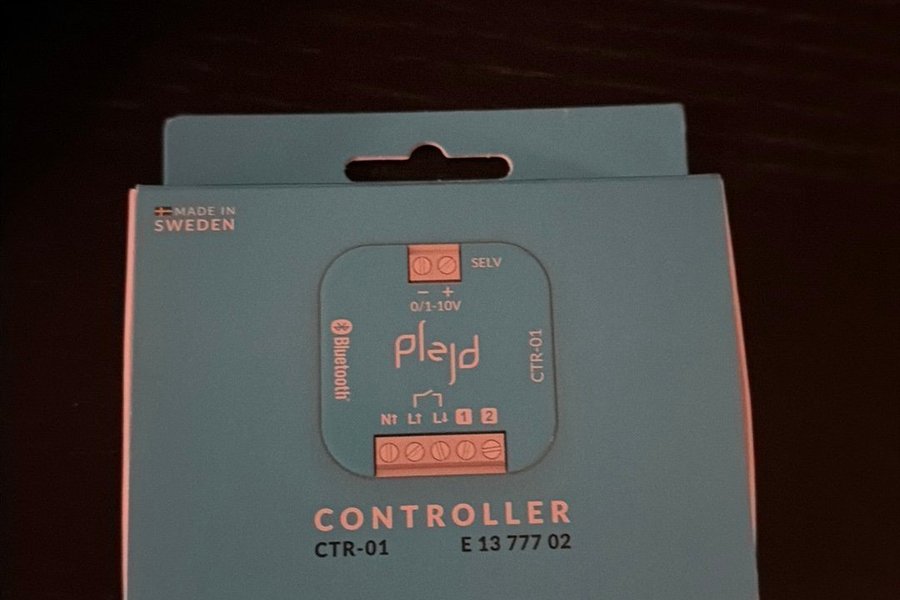 MADE IN
SWEDEN
SELV
− +
0/1-10V
Plejd
Bluetooth
CTR-01
N↑ L↑ L↓ 1 2
CONTROLLER
CTR-01 E 13 777 02